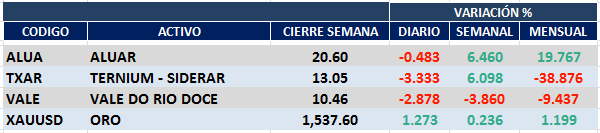 VARIACIÓN %
CODIGO ACTIVO CIERRE SEMANA DIARIO SEMANAL MENSUAL
ALUA ALUAR 20.60 -0.483 6.460 19.767
TXAR TERNIUM - SIDERAR 13.05 -3.333 6.098 -38.876
VALE VALE DO RIO DOCE 10.46 -2.878 -3.860 -9.437
XAUUSD ORO 1,537.60 1.273 0.236 1.199